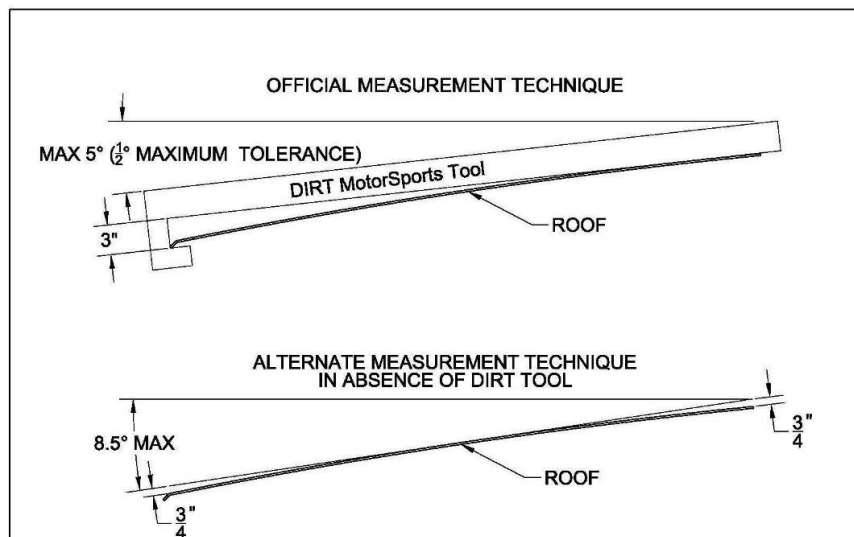 OFFICIAL MEASUREMENT TECHNIQUE
MAX 5° (1/2° MAXIMUM TOLERANCE)
DIRT MotorSports Tool
3"
ROOF
ALTERNATE MEASUREMENT TECHNIQUE
IN ABSENCE OF DIRT TOOL
8.5° MAX
3/4"
ROOF
3/4"